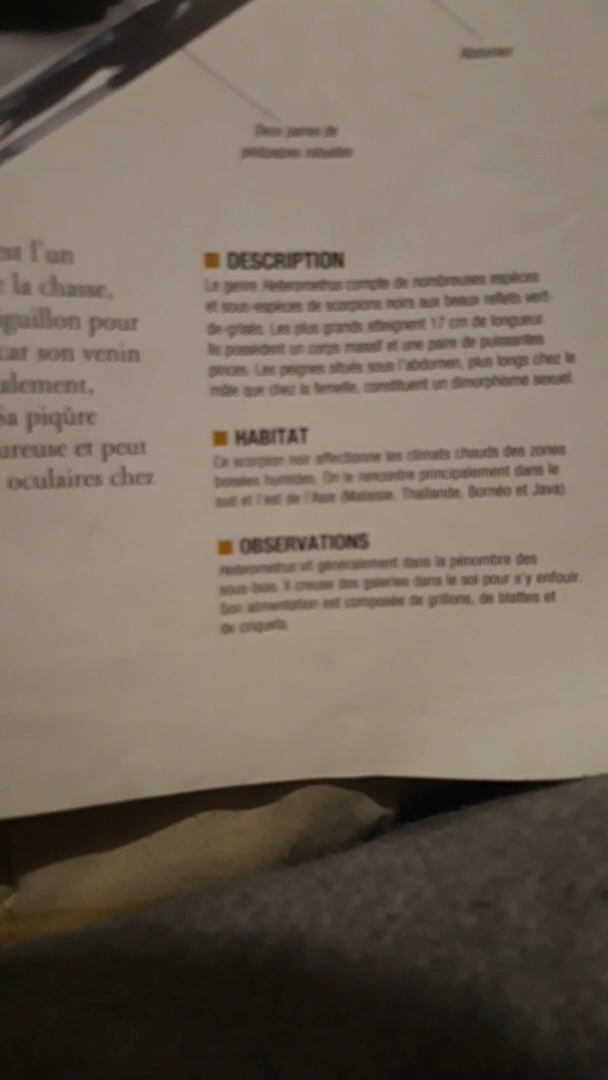 Abdomen
Deux paires de
pédipalpes robustes
est l'un
la chasse,
iguillon pour
car son venin
alement,
Sa piqûre
ureuse et peut
oculaires chez
DESCRIPTION
Le genre Heterometrus compte de nombreuses espèces
et sous-espèces de scorpions noirs aux beaux reflets vert-
de-grisés. Les plus grands atteignent 17 cm de longueur.
Ils possèdent un corps massif et une paire de puissantes
pinces. Les peignes situés sous l'abdomen, plus longs chez le
mâle que chez la femelle, constituent un dimorphisme sexuel.
HABITAT
Ce scorpion noir affectionne les climats chauds des zones
boisées humides. On le rencontre principalement dans le
sud et l'est de l'Asie (Malaisie, Thaïlande, Bornéo et Java).
OBSERVATIONS
Heterometrus vit généralement dans la pénombre des
sous-bois. Il creuse des galeries dans le sol pour s'y enfouir.
Son alimentation est composée de grillons, de blattes et
de criquets.